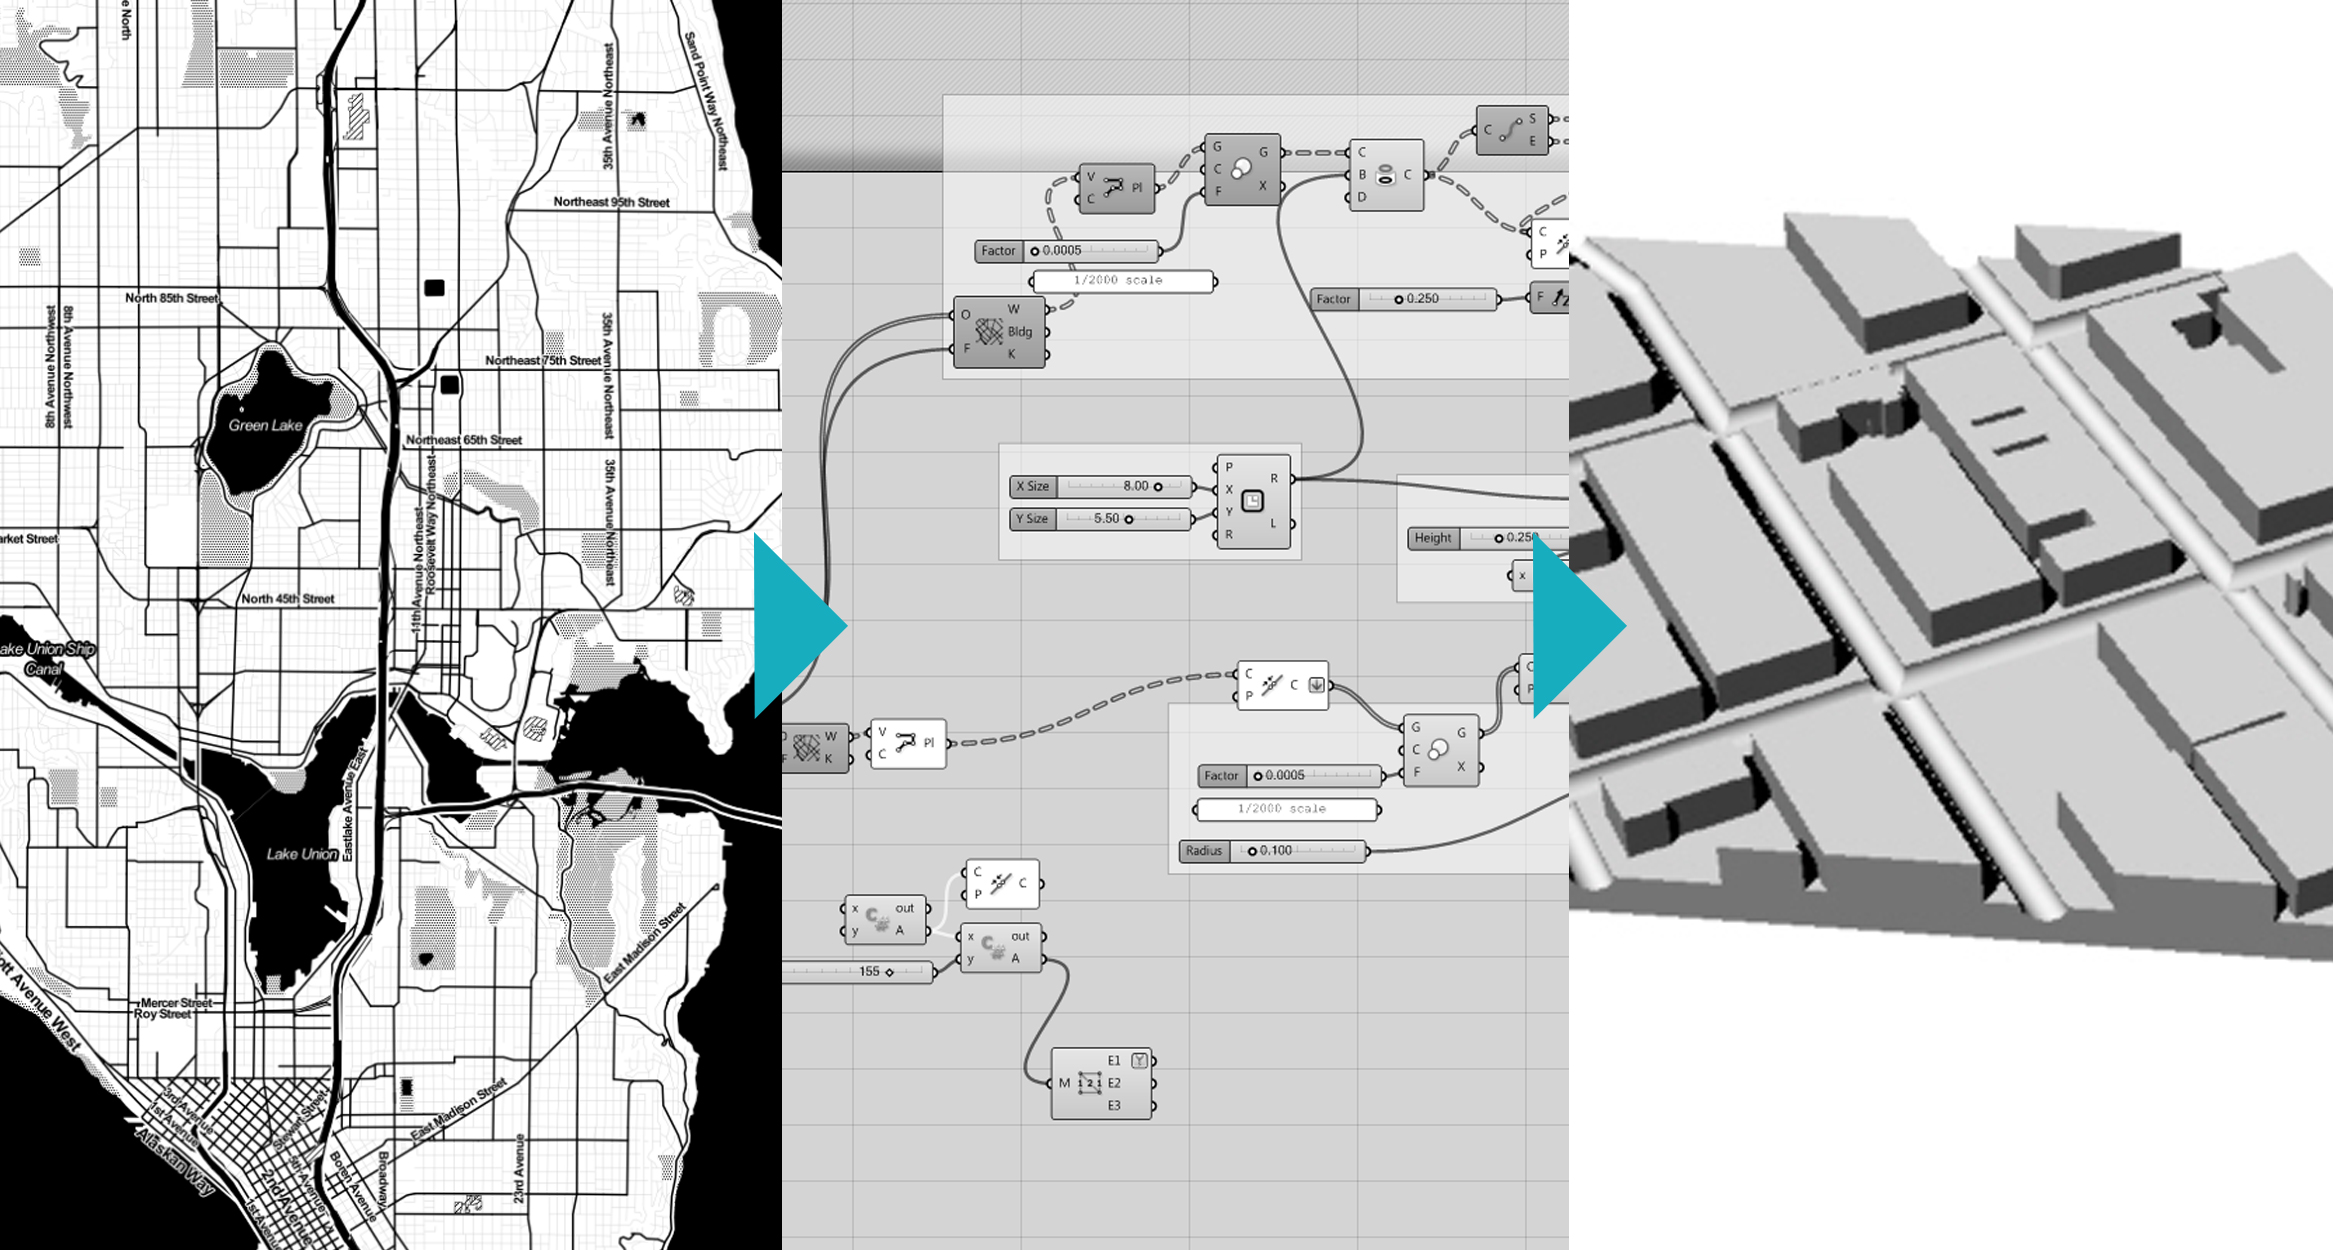 e North
35th Avenue Northeast
Sand Point Way Northeast
Northeast 95th Street
North 85th Street
8th Avenue Northwest
8th Avenue Northwest
35th Avenue Northeast
Northeast 75th Street
Green Lake
Northeast 65th Street
35th Avenue Northeast
11th Avenue Northeast
Roosevelt Way Northeast
arket Street
North 45th Street
ake Union Ship
Canal
Eastlake Avenue East
Lake Union
East Madison Street
ott Avenue West
Mercer Street
Roy Street
3rd Avenue
1st Avenue
Stewart Street
East Madison Street
Alaskan Way
2nd Avenue
5th Avenue
Boren Avenue
Broadway
23rd Avenue
1st Avenue
V
C
Pl
G
C
F
G
X
C
B
D
C
C
S
E
C
P
Factor
0.0005
1/2000 scale
Factor
0.250
F
O
F
W
Bldg
K
X Size
8.00
Y Size
5.50
P
X
Y
R
R
L
Height
0.250
x
C
P
C
W
K
F
V
C
Pl
G
C
F
G
X
C
P
Factor
0.0005
1/2000 scale
Radius
0.100
C
P
C
x
y
out
A
x
y
out
A
155
M
1 2 1
E1
E2
E3